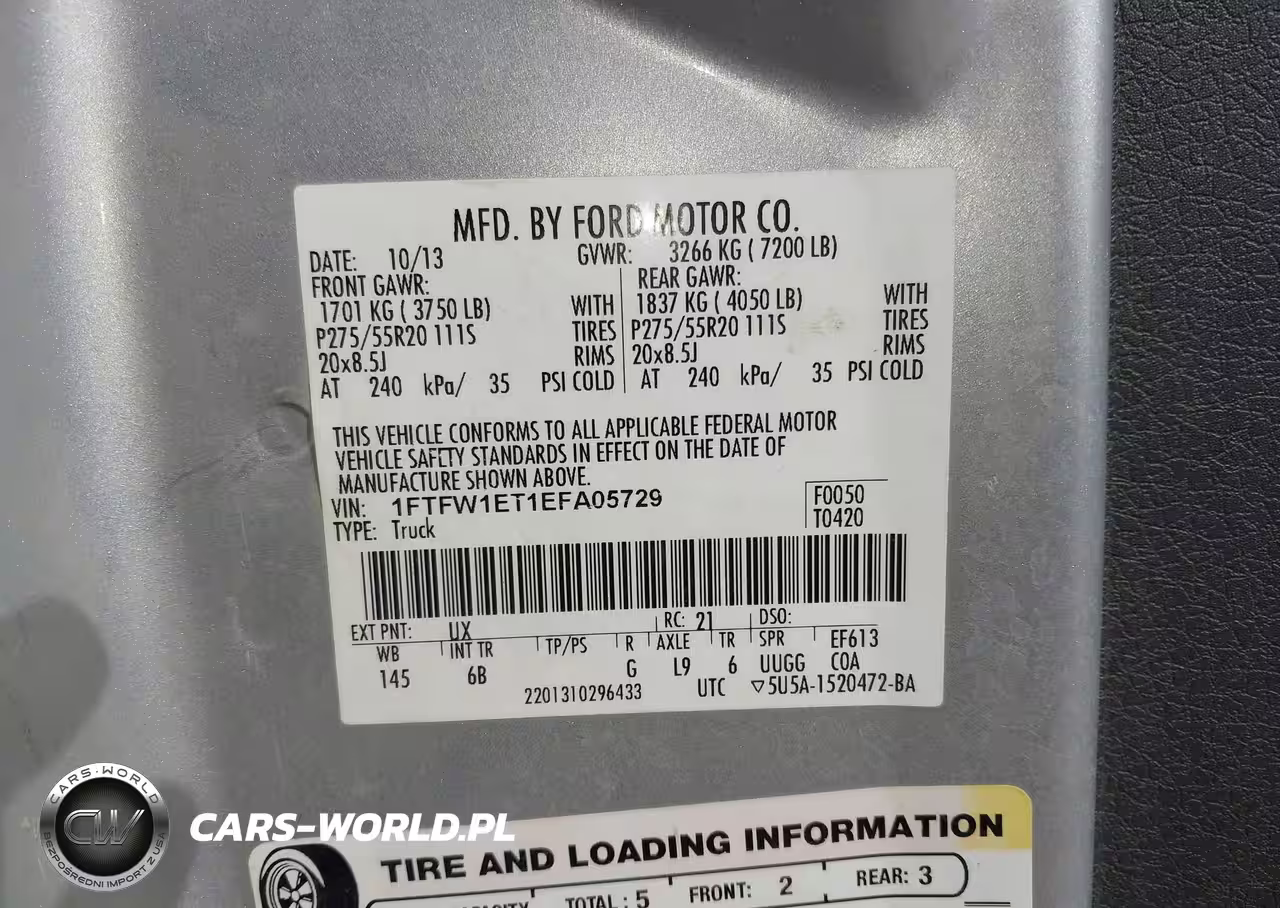 MFD. BY FORD MOTOR CO.
DATE: 10/13 GVWR: 3266 KG ( 7200 LB)
FRONT GAWR: REAR GAWR:
1701 KG ( 3750 LB) WITH 1837 KG ( 4050 LB) WITH
P275/55R20 111S TIRES P275/55R20 111S TIRES
20x8.5J RIMS 20x8.5J RIMS
AT 240 kPa/ 35 PSI COLD AT 240 kPa/ 35 PSI COLD
THIS VEHICLE CONFORMS TO ALL APPLICABLE FEDERAL MOTOR
VEHICLE SAFETY STANDARDS IN EFFECT ON THE DATE OF
MANUFACTURE SHOWN ABOVE.
VIN: 1FTFW1ET1EFA05729 F0050
TYPE: Truck T0420
EXT PNT: UX RC: 21 DSO:
WB INT TR TP/PS R AXLE TR SPR EF613
145 6B G L9 6 UUGG COA
2201310296433 UTC ▽5U5A-1520472-BA
CARS-WORLD
CW
BEZPOŚREDNI IMPORT Z USA
CARS-WORLD.PL
TIRE AND LOADING INFORMATION
TOTAL: 5 FRONT: 2 REAR: 3